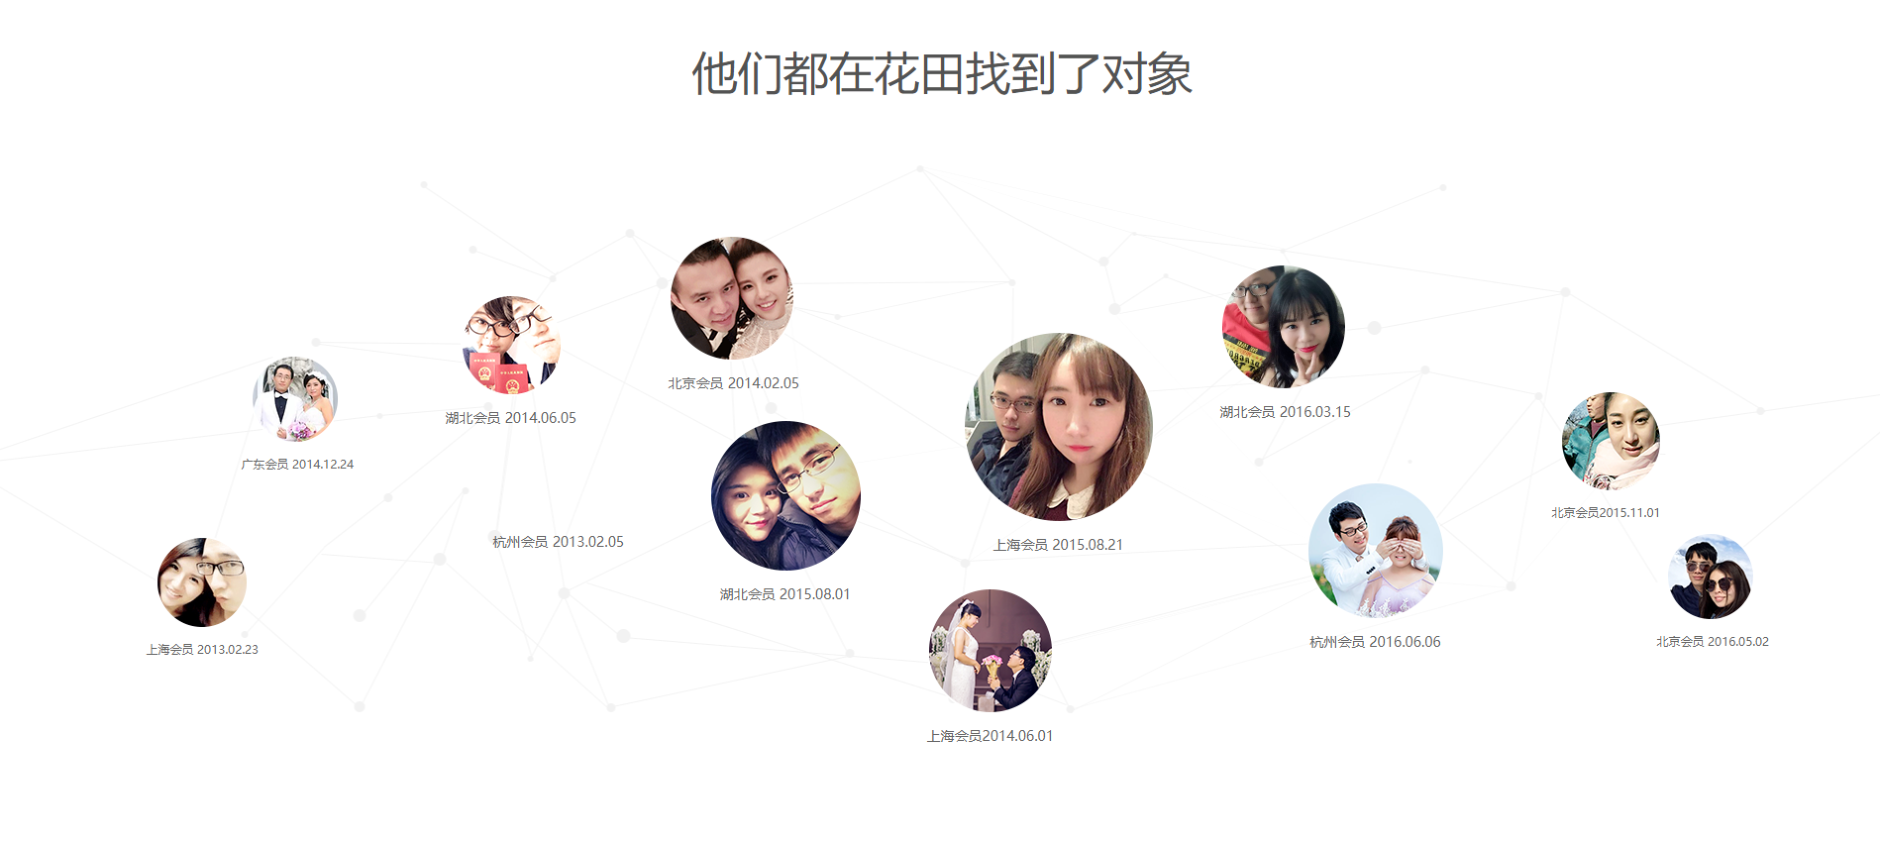 他们都在花田找到了对象
北京会员 2014.02.05
湖北会员 2016.03.15
湖北会员 2014.06.05
广东会员 2014.12.24
北京会员2015.11.01
杭州会员 2013.02.05
上海会员 2015.08.21
湖北会员 2015.08.01
杭州会员 2016.06.06
北京会员 2016.05.02
上海会员 2013.02.23
上海会员2014.06.01